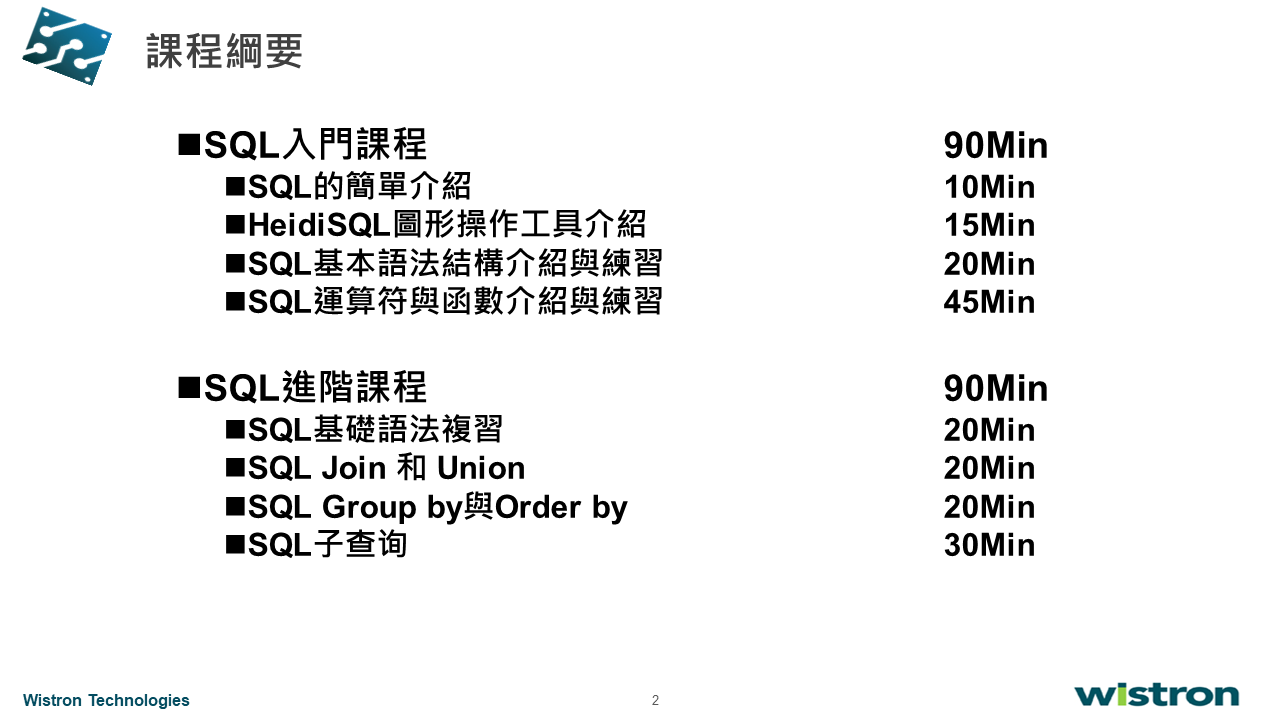 課程綱要
■SQL入門課程 90Min
■SQL的簡單介紹 10Min
■HeidiSQL圖形操作工具介紹 15Min
■SQL基本語法結構介紹與練習 20Min
■SQL運算符與函數介紹與練習 45Min
■SQL進階課程 90Min
■SQL基礎語法複習 20Min
■SQL Join 和 Union 20Min
■SQL Group by與Order by 20Min
■SQL子查询 30Min
Wistron Technologies 2 wistron